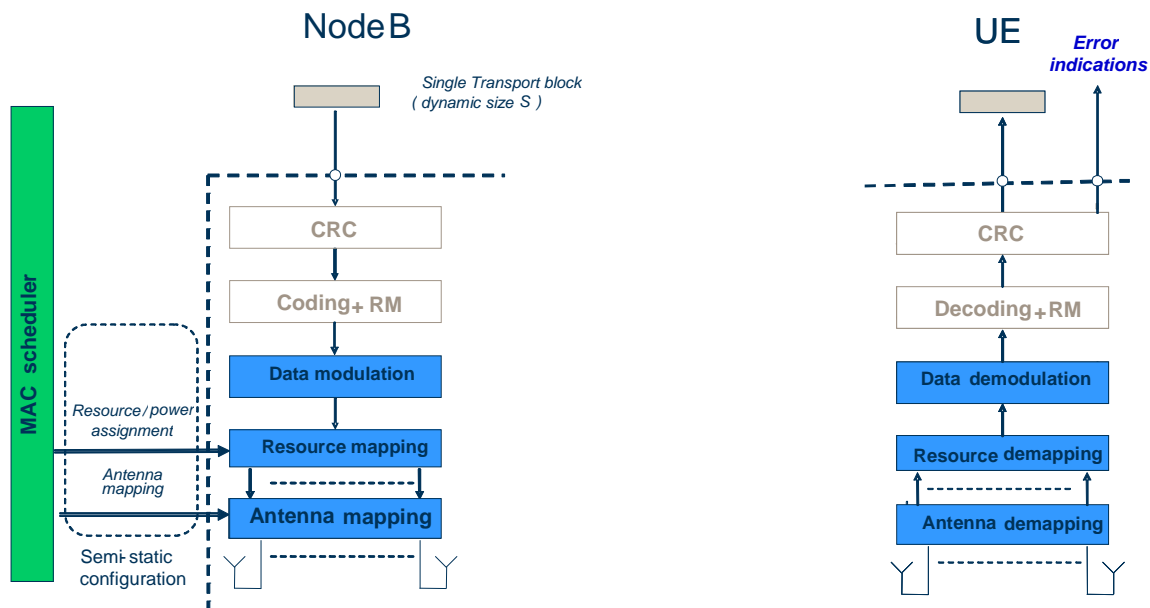 Node B
UE
Error
indications
Single Transport block
( dynamic size S )
MAC scheduler
CRC
Coding+ RM
Data modulation
Resource/power
assignment
Resource mapping
Antenna
mapping
Antenna mapping
Semi-static
configuration
CRC
Decoding+RM
Data demodulation
Resource demapping
Antenna demapping